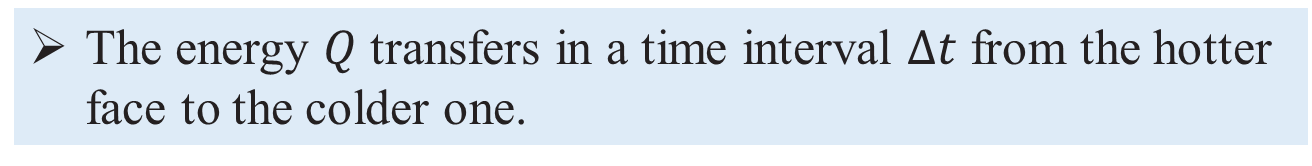 ➢ The energy Q transfers in a time interval Δt from the hotter
face to the colder one.